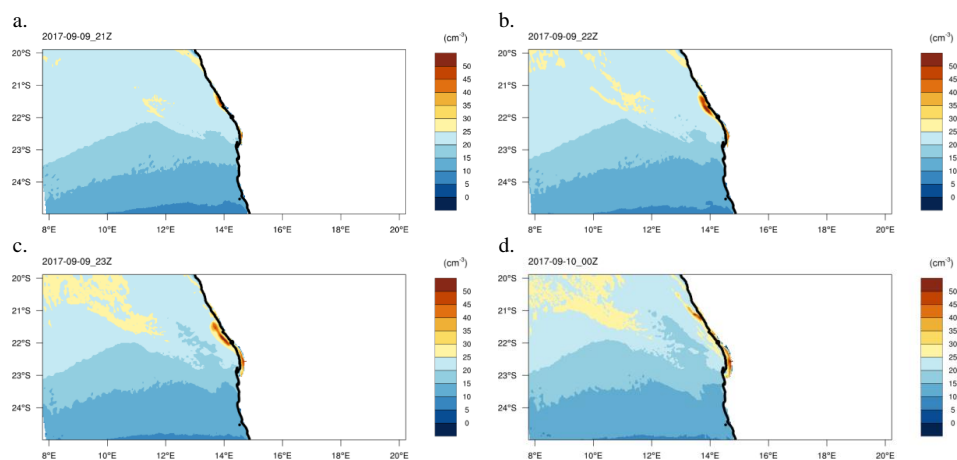 a.
2017-09-09_21Z
(cm⁻³)
20°S
21°S
22°S
23°S
24°S
8°E 10°E 12°E 14°E 16°E 18°E 20°E
50
45
40
35
30
25
20
15
10
5
0
b.
2017-09-09_22Z
(cm⁻³)
20°S
21°S
22°S
23°S
24°S
8°E 10°E 12°E 14°E 16°E 18°E 20°E
50
45
40
35
30
25
20
15
10
5
0
c.
2017-09-09_23Z
(cm⁻³)
20°S
21°S
22°S
23°S
24°S
8°E 10°E 12°E 14°E 16°E 18°E 20°E
50
45
40
35
30
25
20
15
10
5
0
d.
2017-09-10_00Z
(cm⁻³)
20°S
21°S
22°S
23°S
24°S
8°E 10°E 12°E 14°E 16°E 18°E 20°E
50
45
40
35
30
25
20
15
10
5
0